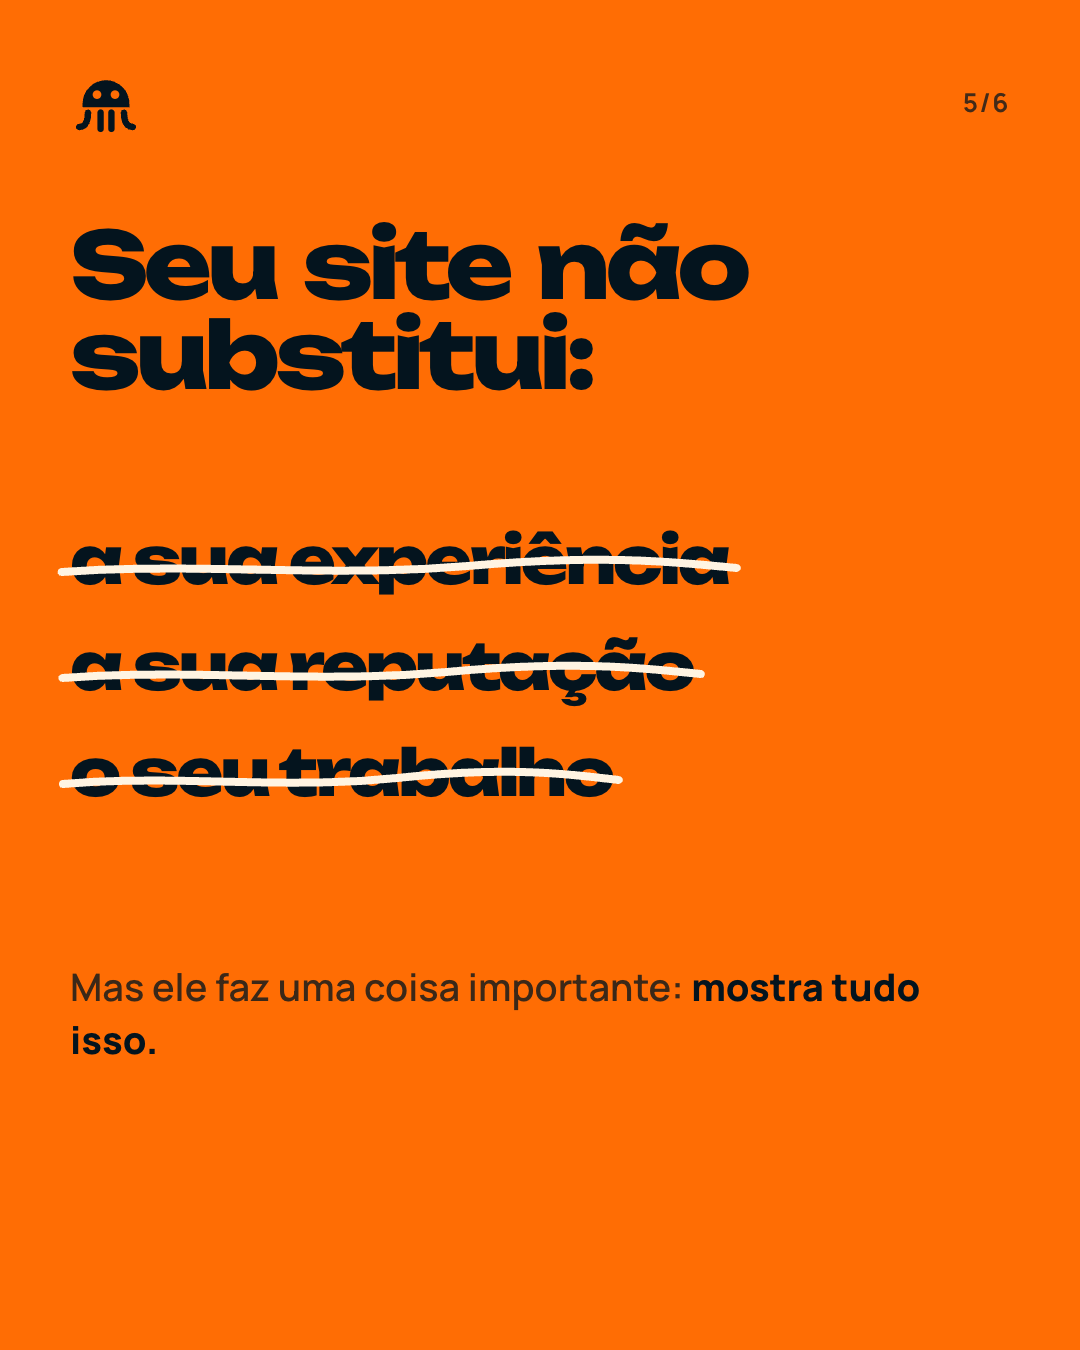 5/6
Seu site não
substitui:
a sua experiência
a sua reputação
o seu trabalho
Mas ele faz uma coisa importante: mostra tudo
isso.